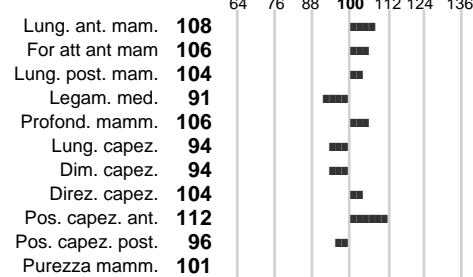 64 76 88 100 112 124 136
Lung. ant. mam. 108
For att ant mam 106
Lung. post. mam. 104
Legam. med. 91
Profond. mamm. 106
Lung. capez. 94
Dim. capez. 94
Direz. capez. 104
Pos. capez. ant. 112
Pos. capez. post. 96
Purezza mamm. 101